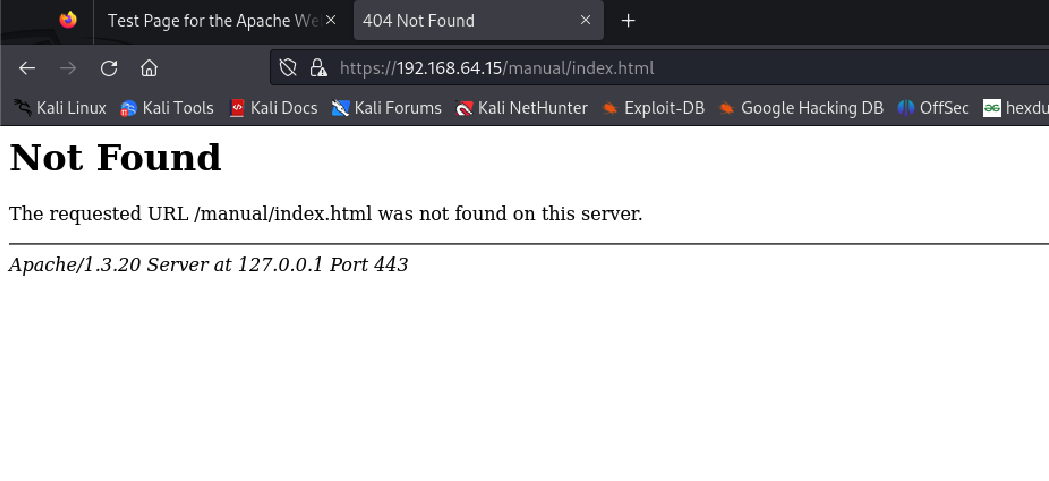 Test Page for the Apache We
404 Not Found
https://192.168.64.15/manual/index.html
Kali Linux Kali Tools Kali Docs Kali Forums Kali NetHunter Exploit-DB Google Hacking DB OffSec hexdu
Not Found
The requested URL /manual/index.html was not found on this server.
Apache/1.3.20 Server at 127.0.0.1 Port 443